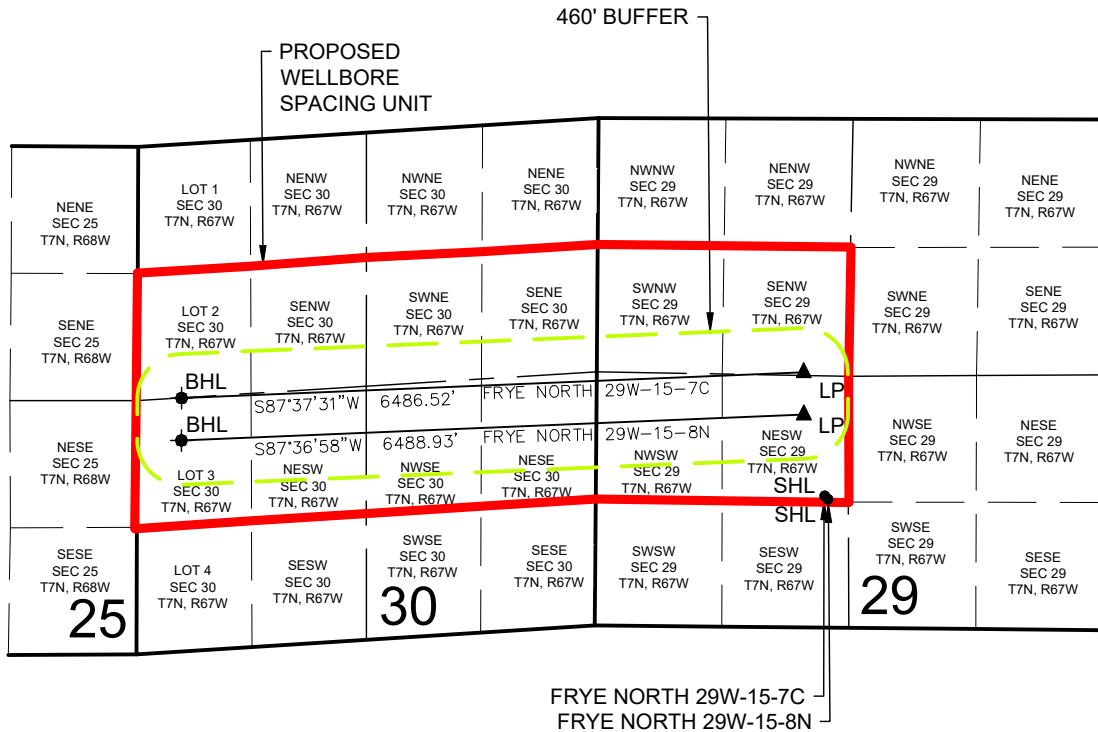 460' BUFFER
PROPOSED
WELLBORE
SPACING UNIT
NENE
SEC 25
T7N, R68W
LOT 1
SEC 30
T7N, R67W
NENW
SEC 30
T7N, R67W
NWNE
SEC 30
T7N, R67W
NENE
SEC 30
T7N, R67W
NWNW
SEC 29
T7N, R67W
NENW
SEC 29
T7N, R67W
NWNE
SEC 29
T7N, R67W
NENE
SEC 29
T7N, R67W
SENE
SEC 25
T7N, R68W
LOT 2
SEC 30
T7N, R67W
SENW
SEC 30
T7N, R67W
SWNE
SEC 30
T7N, R67W
SENE
SEC 30
T7N, R67W
SWNW
SEC 29
T7N, R67W
SENW
SEC 29
T7N, R67W
SWNE
SEC 29
T7N, R67W
SENE
SEC 29
T7N, R67W
BHL
S87°37'31"W 6486.52' FRYE NORTH 29W-15-7C
LP
BHL
S87°36'58"W 6488.93' FRYE NORTH 29W-15-8N
LP
NESE
SEC 25
T7N, R68W
LOT 3
SEC 30
T7N, R67W
NESW
SEC 30
T7N, R67W
NWSE
SEC 30
T7N, R67W
NESE
SEC 30
T7N, R67W
NWSW
SEC 29
T7N, R67W
NESW
SEC 29
T7N, R67W
NWSE
SEC 29
T7N, R67W
NESE
SEC 29
T7N, R67W
SHL
SHL
SESE
SEC 25
T7N, R68W
LOT 4
SEC 30
T7N, R67W
SESW
SEC 30
T7N, R67W
SWSE
SEC 30
T7N, R67W
SESE
SEC 30
T7N, R67W
SWSW
SEC 29
T7N, R67W
SESW
SEC 29
T7N, R67W
SWSE
SEC 29
T7N, R67W
SESE
SEC 29
T7N, R67W
25
30
29
FRYE NORTH 29W-15-7C
FRYE NORTH 29W-15-8N